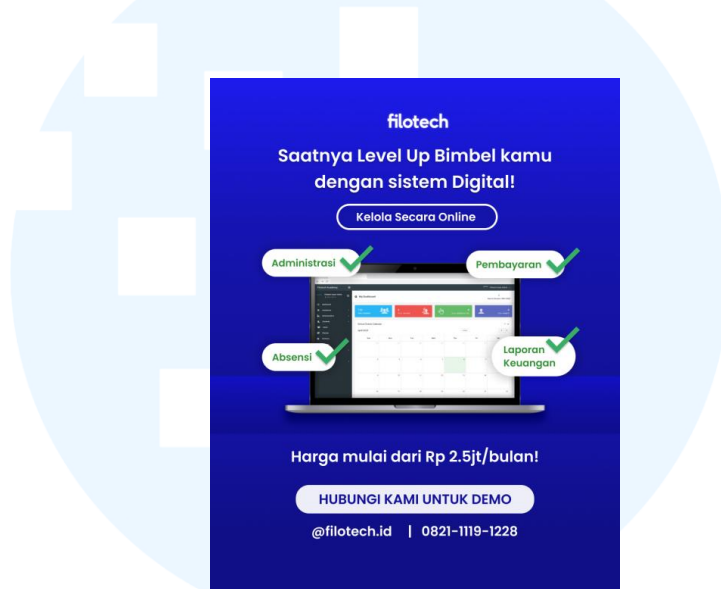 filotech
Saatnya Level Up Bimbel kamu
dengan sistem Digital!
Kelola Secara Online
Administrasi
Pembayaran
Absensi
Laporan
Keuangan
Harga mulai dari Rp 2.5jt/bulan!
HUBUNGI KAMI UNTUK DEMO
@filotech.id | 0821-1119-1228